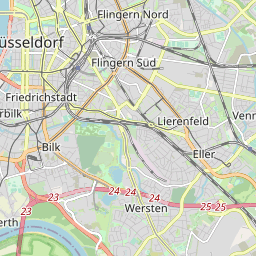 Flingern Nord
üsseldorf
Flingern Süd
Friedrichstadt
rbilk
Lierenfeld
Venn
Bilk
Eller
23
24
24
24
25
25
23
erth
Wersten